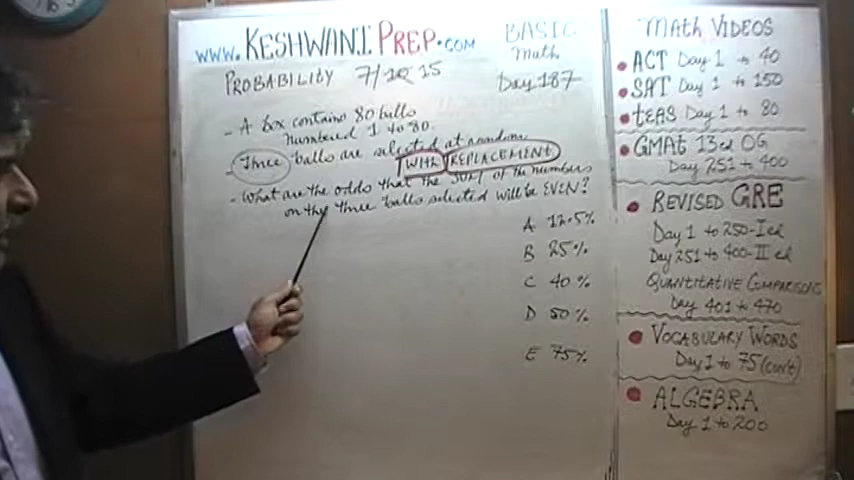 www.KESHWANI PREP.COM
PROBABILITY 7/10 15
BASIC
Math
Day 187
- A box contains 80 balls
numbered 1 to 80.
- Three balls are selected at random
WITH REPLACEMENT
- What are the odds that the SUM of the numbers
on the three balls selected will be EVEN?
A 12.5%
B 25%
C 40%
D 50%
E 75%
Math VIDEOS
ACT Day 1 to 40
SAT Day 1 to 150
tEAS Day 1 to 80
GMAt 13ed OG
Day 251 to 400
REVISED GRE
Day 1 to 250-I ed
Day 251 to 400-II ed
QUANTITATIVE COMPARISONS
Day 401 to 470
VOCABULARY WORDS
Day 1 to 75 (con't)
ALGEBRA
Day 1 to 200